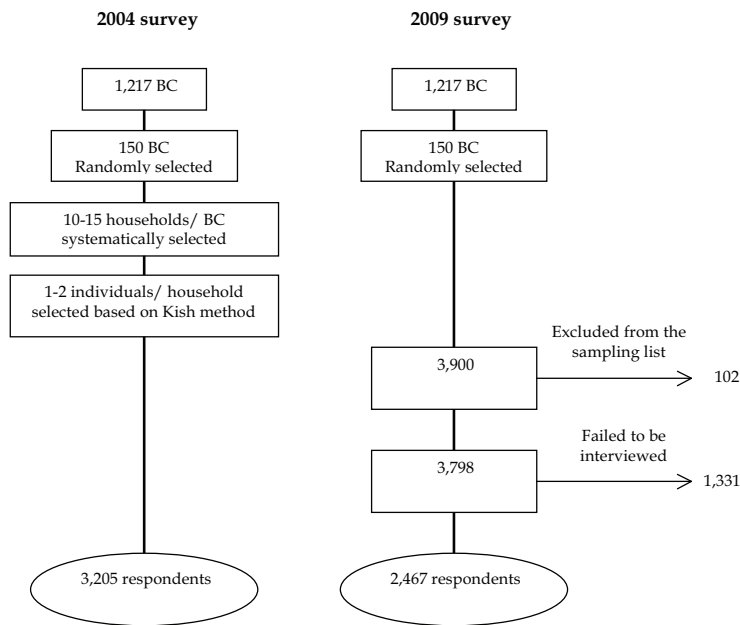 2004 survey
1,217 BC
150 BC
Randomly selected
10-15 households/ BC
systematically selected
1-2 individuals/ household
selected based on Kish method
3,205 respondents
2009 survey
1,217 BC
150 BC
Randomly selected
3,900
Excluded from the
sampling list
102
3,798
Failed to be
interviewed
1,331
2,467 respondents